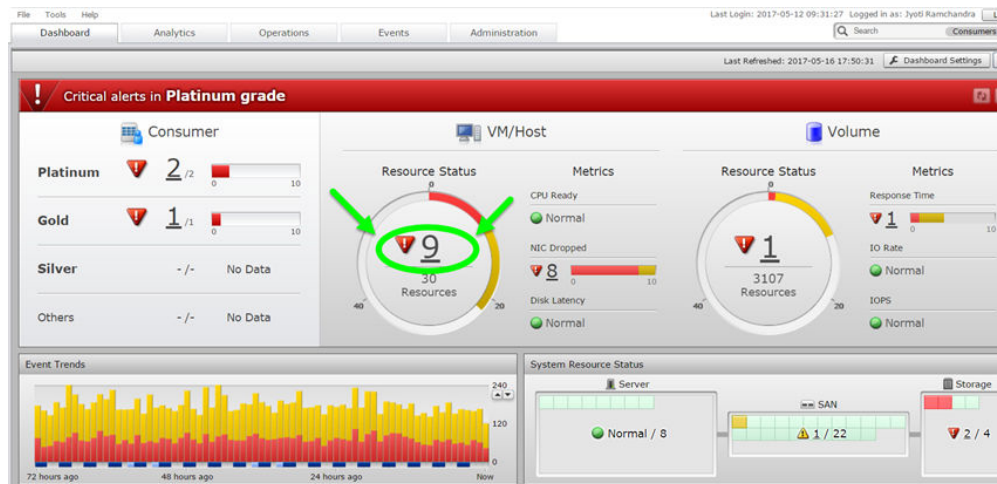 File Tools Help
Last Login: 2017-05-12 09:31:27 Logged in as: Jyoti Ramchandra
Dashboard Analytics Operations Events Administration
Search Consumers
Last Refreshed: 2017-05-16 17:50:31 Dashboard Settings
Critical alerts in Platinum grade
Consumer
Platinum 2 /2
0 10
Gold 1 /1
0 10
Silver -/- No Data
Others -/- No Data
VM/Host
Resource Status
0
9
30
Resources
40 20
Metrics
CPU Ready
Normal
NIC Dropped
8
0 10
Disk Latency
Normal
Volume
Resource Status
0
1
3107
Resources
40 20
Metrics
Response Time
1
0 10
IO Rate
Normal
IOPS
Normal
Event Trends
240
120
0
72 hours ago 48 hours ago 24 hours ago Now
System Resource Status
Server
Normal / 8
SAN
1 / 22
Storage
2 / 4